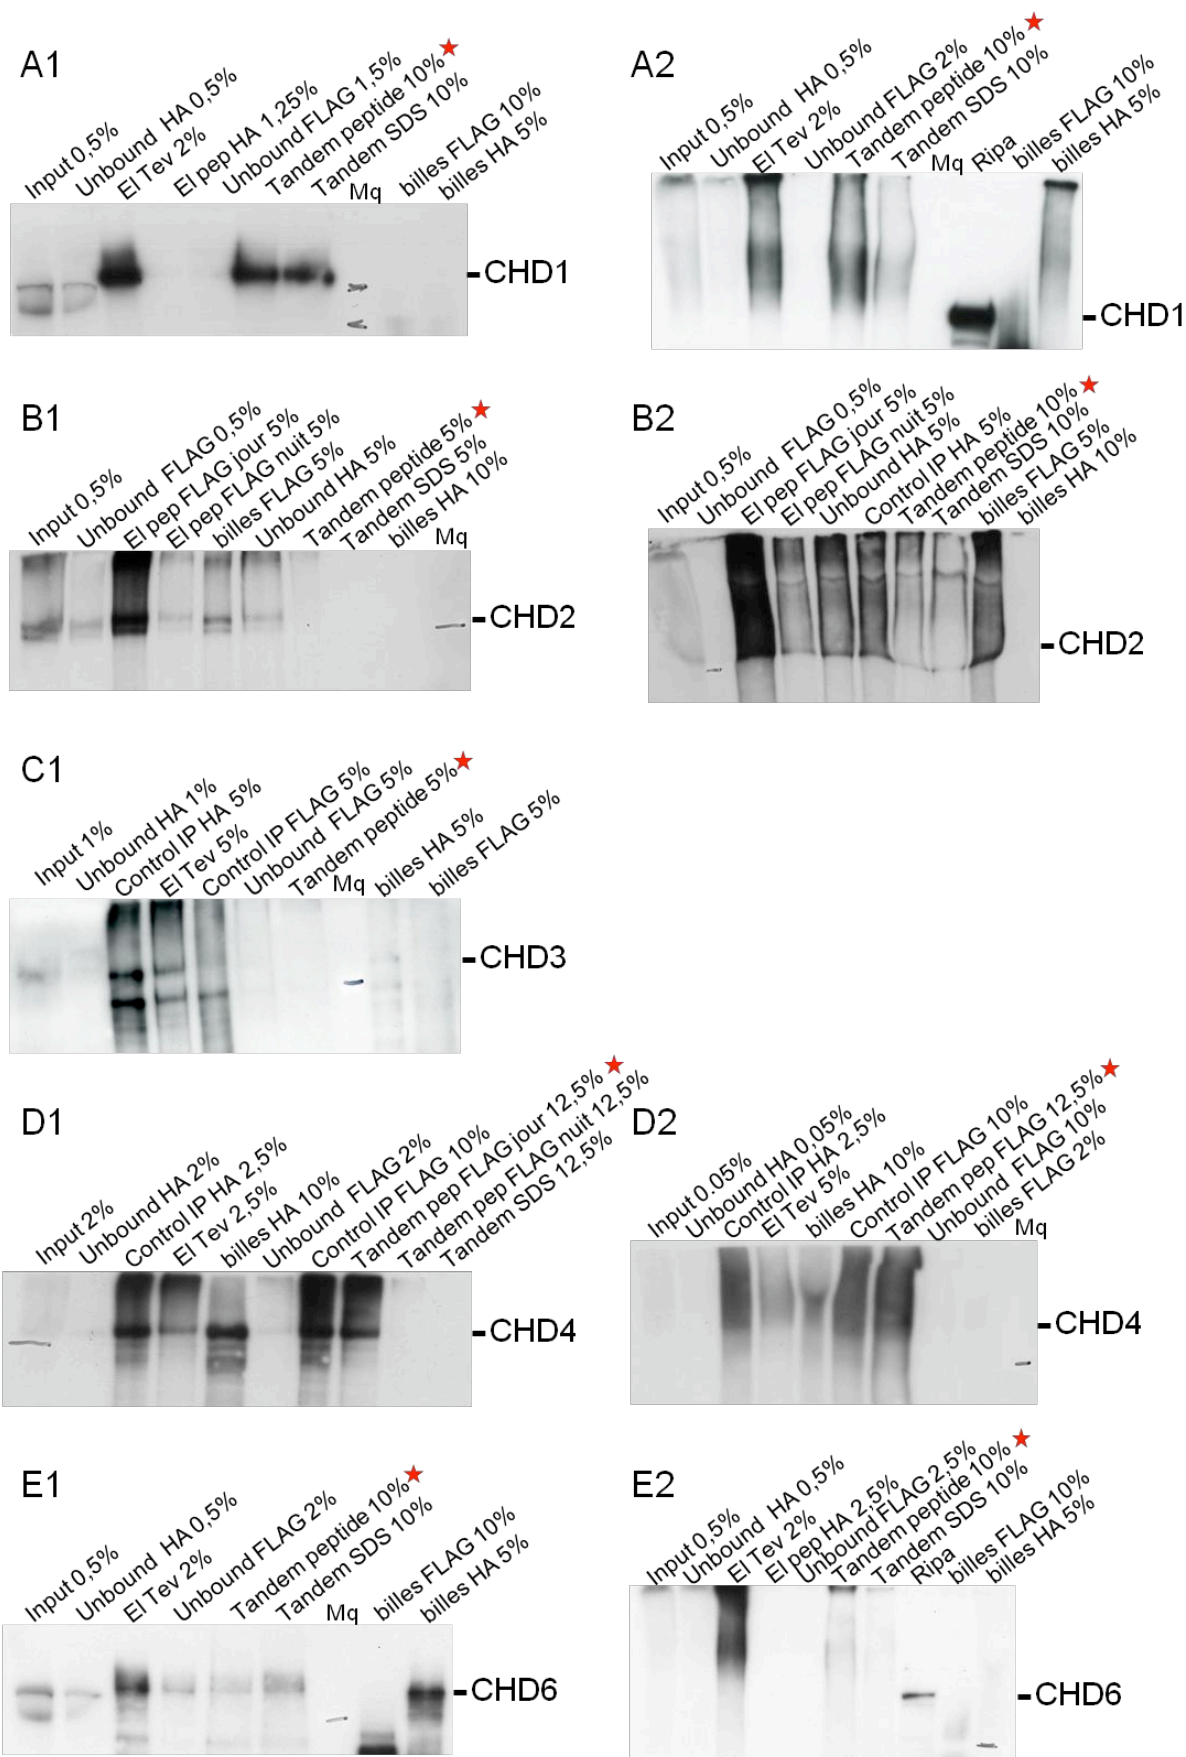 A1
Input 0,5%
Unbound HA 0,5%
El Tev 2%
El pep HA 1,25%
Unbound FLAG 1,5%
Tandem peptide 10%
Tandem SDS 10%
Mq
billes FLAG 10%
billes HA 5%
CHD1
A2
Input 0,5%
Unbound HA 0,5%
El Tev 2%
Unbound FLAG 2%
Tandem peptide 10%
Tandem SDS 10%
Mq
Ripa
billes FLAG 10%
billes HA 5%
CHD1
B1
Input 0,5%
Unbound FLAG 0,5%
El pep FLAG jour 5%
El pep FLAG nuit 5%
billes FLAG 5%
Unbound HA 5%
Tandem peptide 5%
Tandem SDS 5%
billes HA 10%
Mq
CHD2
B2
Input 0,5%
Unbound FLAG 0,5%
El pep FLAG jour 5%
El pep FLAG nuit 5%
Unbound HA 5%
Control IP HA 5%
Tandem peptide 10%
Tandem SDS 10%
billes FLAG 5%
billes HA 10%
CHD2
C1
Input 1%
Unbound HA 1%
Control IP HA 5%
El Tev 5%
Control IP FLAG 5%
Unbound FLAG 5%
Tandem peptide 5%
Mq
billes HA 5%
billes FLAG 5%
CHD3
D1
Input 2%
Unbound HA 2%
Control IP HA 2,5%
El Tev 2,5%
billes HA 10%
Unbound FLAG 2%
Control IP FLAG 10%
Tandem pep FLAG jour 12,5%
Tandem pep FLAG nuit 12,5%
Tandem SDS 12,5%
CHD4
D2
Input 0.05%
Unbound HA 0,05%
Control IP HA 2,5%
El Tev 5%
billes HA 10%
Control IP FLAG 10%
Tandem pep FLAG 12,5%
Unbound FLAG 10%
billes FLAG 2%
Mq
CHD4
E1
Input 0,5%
Unbound HA 0,5%
El Tev 2%
Unbound FLAG 2%
Tandem peptide 10%
Tandem SDS 10%
Mq
billes FLAG 10%
billes HA 5%
CHD6
E2
Input 0,5%
Unbound HA 0,5%
El Tev 2%
El pep HA 2,5%
Unbound FLAG 2,5%
Tandem peptide 10%
Tandem SDS 10%
Ripa
billes FLAG 10%
billes HA 5%
CHD6